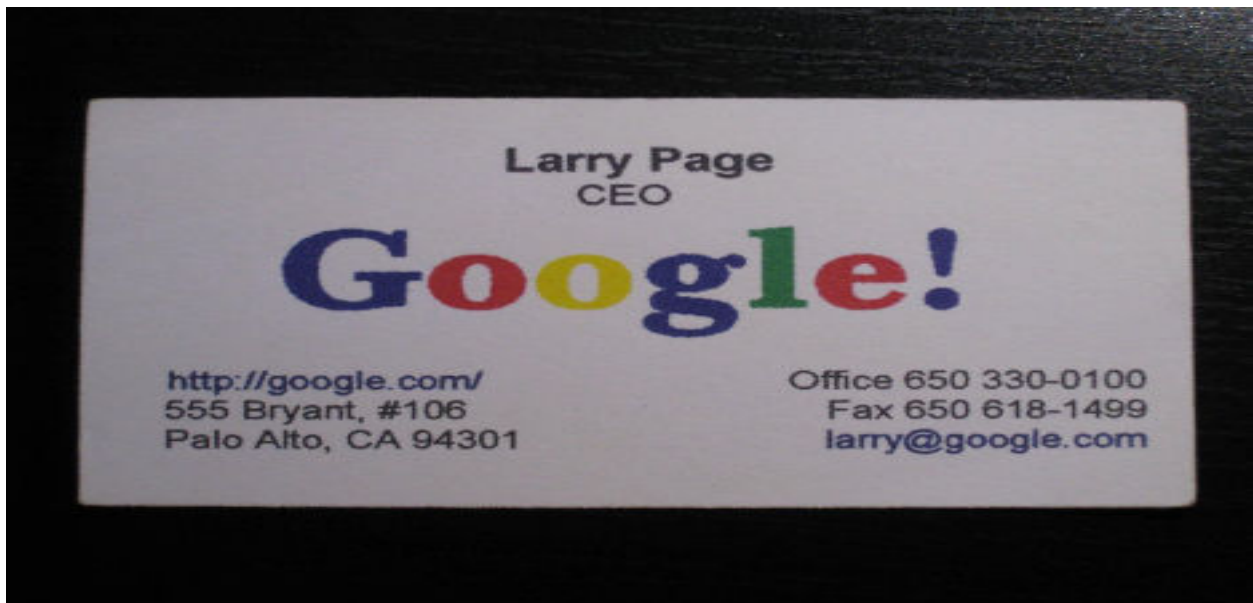 Larry Page
CEO
Google!
http://google.com/
555 Bryant, #106
Palo Alto, CA 94301
Office 650 330-0100
Fax 650 618-1499
larry@google.com